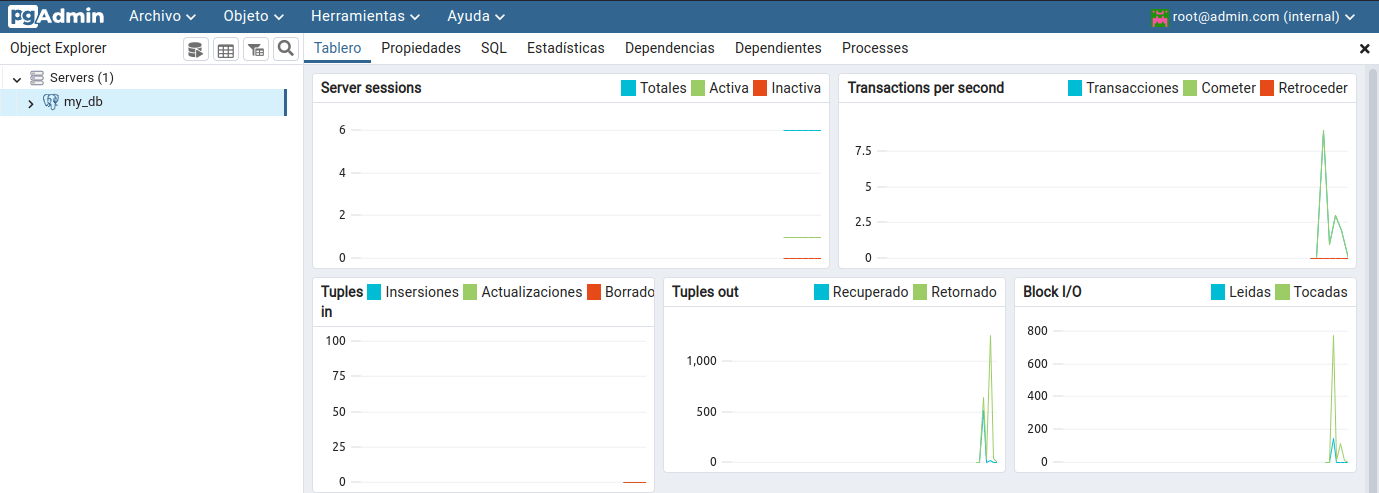 pgAdmin Archivo Objeto Herramientas Ayuda root@admin.com (internal)
Object Explorer Tablero Propiedades SQL Estadísticas Dependencias Dependientes Processes
Servers (1)
my_db
Server sessions Totales Activa Inactiva
6
4
2
0
Transactions per second Transacciones Cometer Retroceder
7.5
5
2.5
0
Tuples in Insersiones Actualizaciones Borrado
100
75
50
25
0
Tuples out Recuperado Retornado
1,000
500
0
Block I/O Leidas Tocadas
800
600
400
200
0